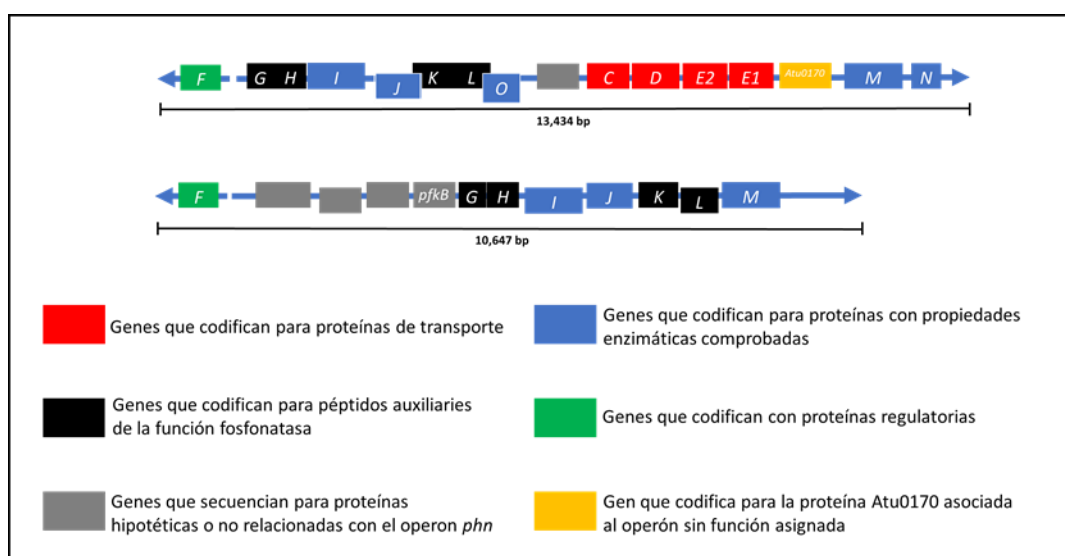 F G H I J K L O C D E2 E1 Atu0170 M N
13,434 bp
F pfkB G H I J K L M
10,647 bp
Genes que codifican para proteínas de transporte
Genes que codifican para proteínas con propiedades
enzimáticas comprobadas
Genes que codifican para péptidos auxiliaries
de la función fosfonatasa
Genes que codifican con proteínas regulatorias
Genes que secuencian para proteínas
hipotéticas o no relacionadas con el operon phn
Gen que codifica para la proteína Atu0170 asociada
al operón sin función asignada